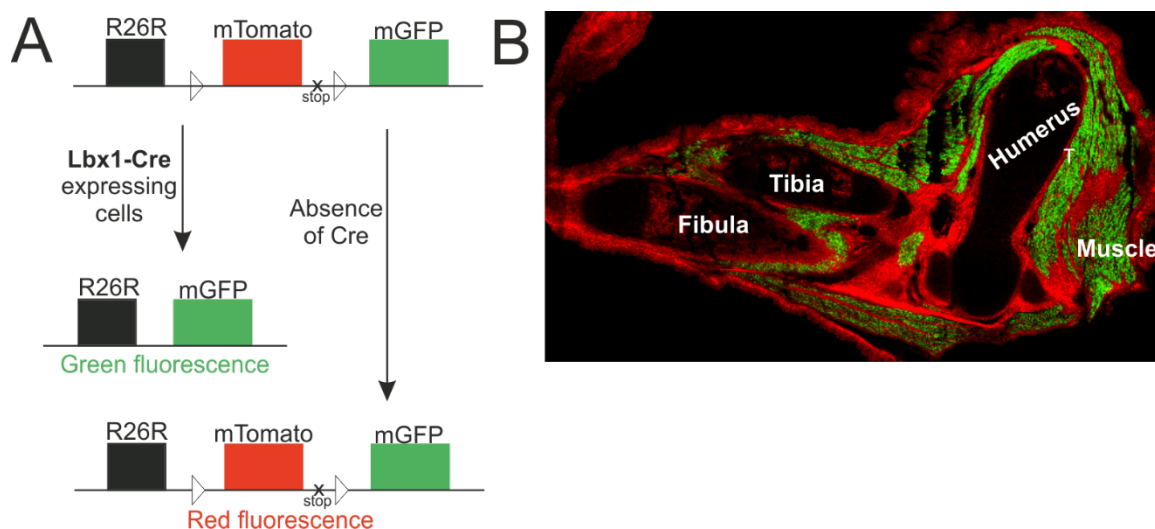 A
R26R mTomato mGFP
stop
Lbx1-Cre
expressing
cells
Absence
of Cre
R26R mGFP
Green fluorescence
R26R mTomato mGFP
stop
Red fluorescence
B
Humerus
T
Tibia
Fibula
Muscle